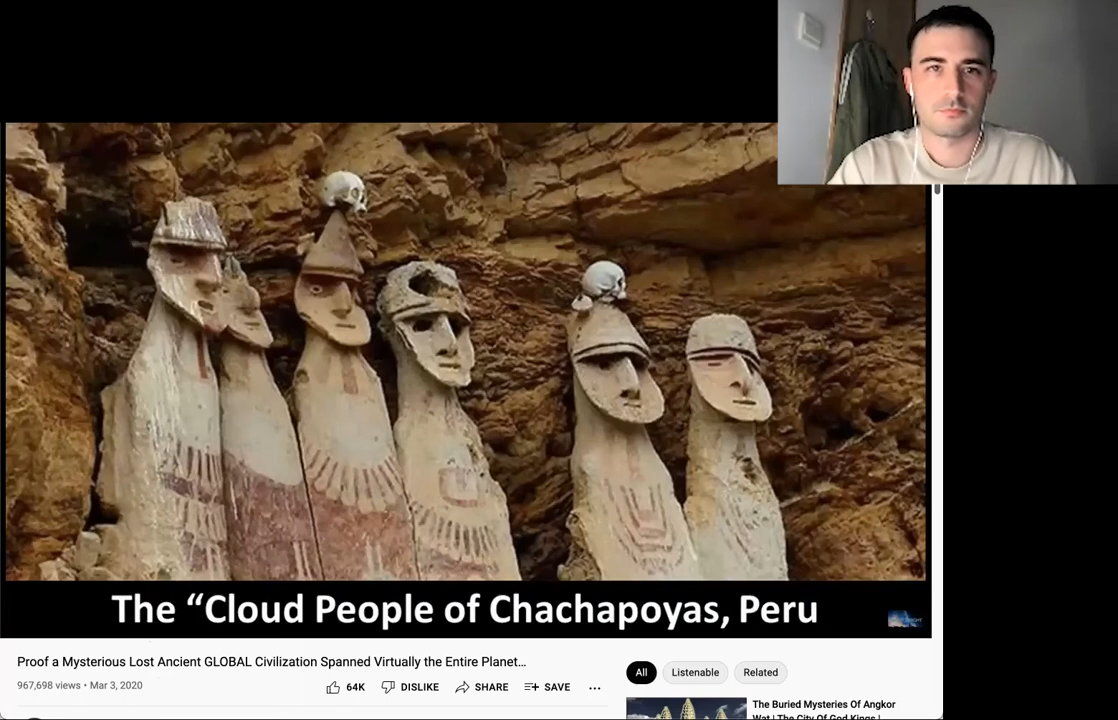 The “Cloud People of Chachapoyas, Peru
Proof a Mysterious Lost Ancient GLOBAL Civilization Spanned Virtually the Entire Planet…
967,698 views • Mar 3, 2020
64K
DISLIKE
SHARE
SAVE
All
Listenable
Related
The Buried Mysteries Of Angkor
Wat | The City Of God Kings |